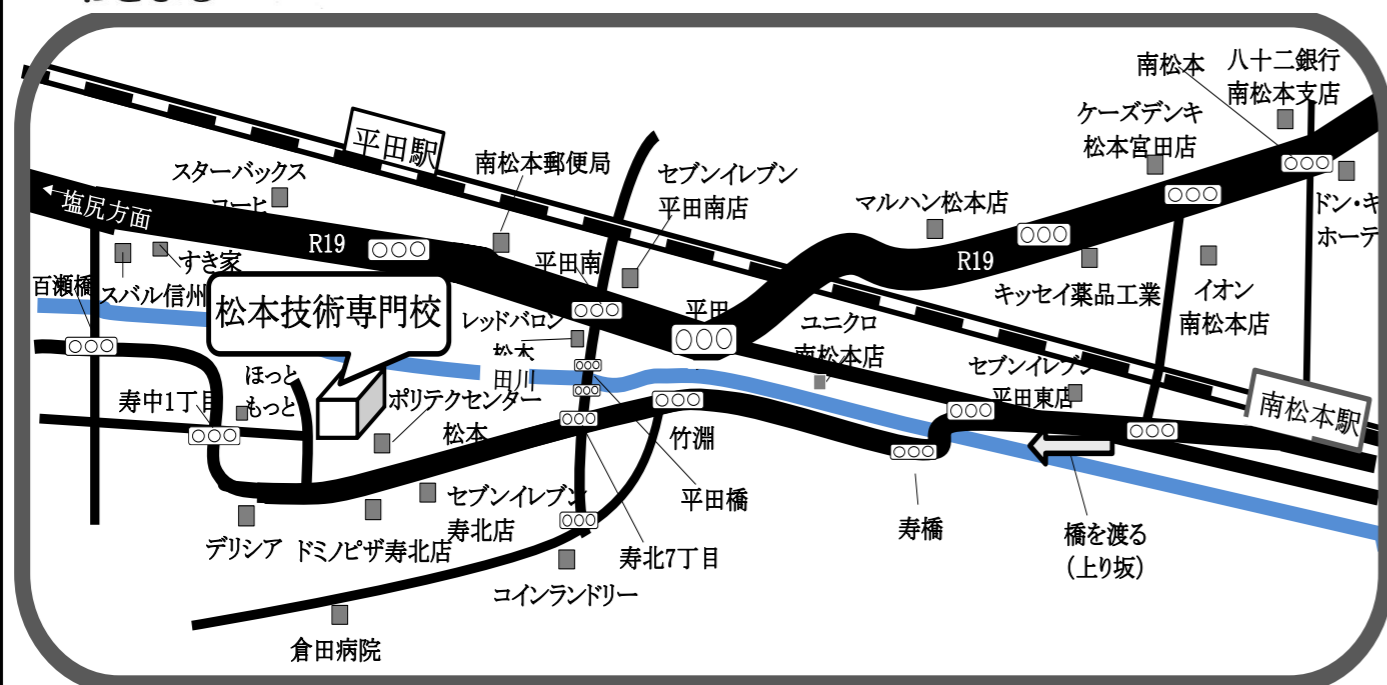 南松本
八十二銀行
南松本支店
ケーズデンキ
松本宮田店
平田駅
南松本郵便局
セブンイレブン
平田南店
スターバックス
コーヒ
マルハン松本店
ドン・キ
ホーテ
塩尻方面
R19
R19
平田南
すき家
スバル信州
百瀬橋
松本技術専門校
キッセイ薬品工業
イオン
南松本店
平田
ユニクロ
南松本店
レッドバロン
松本
田川
セブンイレブン
平田東店
南松本駅
ほっと
もっと
寿中1丁目
ポリテクセンター
松本
竹淵
平田橋
セブンイレブン
寿北店
寿橋
橋を渡る
(上り坂)
デリシア
ドミノピザ寿北店
寿北7丁目
コインランドリー
倉田病院